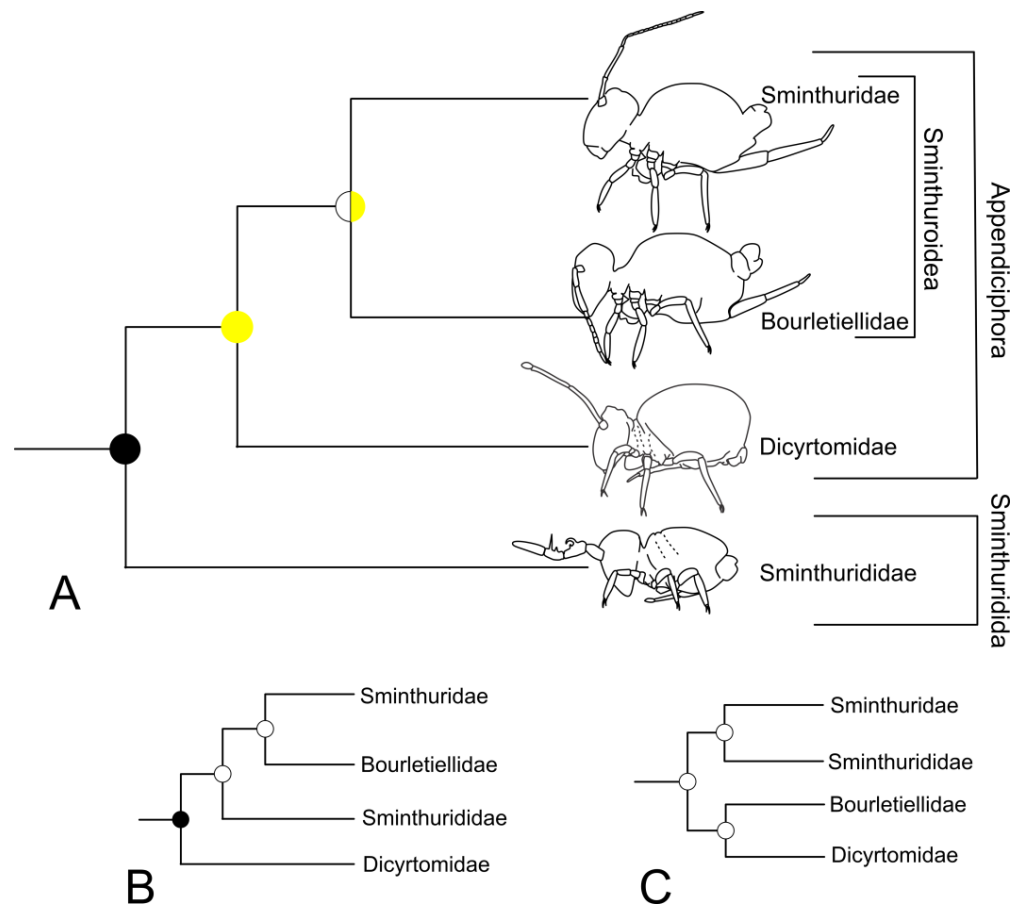 Sminthuridae
Sminthuroidea
Appendiciphora
Bourletiellidae
Dicyrtomidae
Sminthurididae
Sminthuridida
A
Sminthuridae
Bourletiellidae
Sminthurididae
Dicyrtomidae
B
Sminthuridae
Sminthurididae
Bourletiellidae
Dicyrtomidae
C